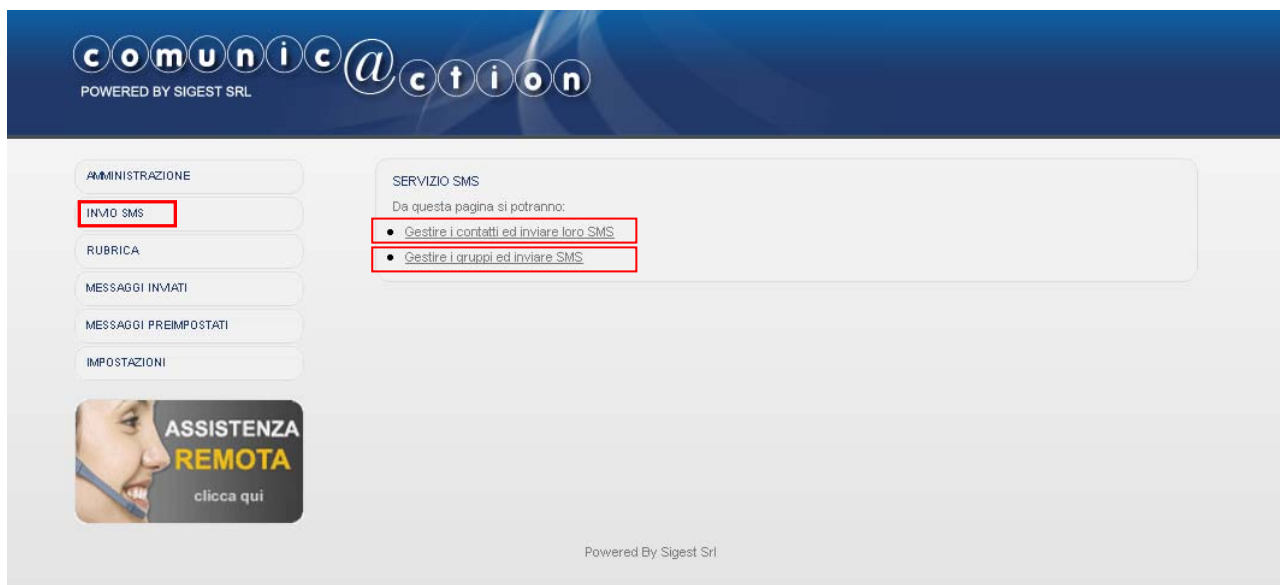 comunic@ction
POWERED BY SIGEST SRL
AMMINISTRAZIONE
INVIO SMS
RUBRICA
MESSAGGI INVIATI
MESSAGGI PREIMPOSTATI
IMPOSTAZIONI
ASSISTENZA
REMOTA
clicca qui
SERVIZIO SMS
Da questa pagina si potranno:
Gestire i contatti ed inviare loro SMS
Gestire i gruppi ed inviare SMS
Powered By Sigest Srl